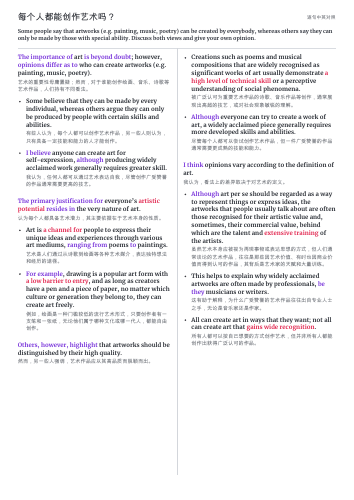 每个人都能创作艺术吗？
适号中英对照
Some people say that artworks (e.g. painting, music, poetry) can be created by everybody, whereas others say they can
only be made by those with special ability. Discuss both views and give your own opinion.
The importance of art is beyond debate; however,
opinions differ as to who can create artworks (e.g.
painting, music, poetry).
艺术的重要性毋庸置疑；然而，对于谁能创作绘画、音乐、诗歌等
艺术作品，人们持有不同看法。
• Some believe that they can be made by every
individual, whereas others argue they can only
be produced by people with certain skills and
abilities.
有些人认为，每个人都可以创作艺术作品，而一些人则认为，
只有具备一定技能和能力的人才能创作。
• I believe anyone can create art for
self-expression, although producing widely
acclaimed work generally requires greater skill.
我认为，任何人都可以通过艺术表达自我，尽管创作广受赞誉
的作品通常需要更高的技艺。
The primary justification for everyone's artistic
potential resides in the very nature of art.
认为每个人都具备艺术潜力，其主要依据在于艺术本身的性质。
• Art is a channel for people to express their
unique ideas and experiences through various
art mediums, ranging from poems to paintings.
艺术是人们通过从诗歌到绘画等各种艺术媒介，表达独特想法
和经历的途径。
• For example, drawing is a popular art form with
a low barrier to entry, and as long as creators
have a pen and a piece of paper, no matter which
culture or generation they belong to, they can
create art freely.
例如，绘画是一种门槛较低的流行艺术形式，只要创作者有一
支笔和一张纸，无论他们属于哪种文化或哪一代人，都能自由
创作。
Others, however, highlight that artworks should be
distinguished by their high quality.
然而，另一些人强调，艺术作品应以其高品质而脱颖而出。
• Creations such as poems and musical
compositions that are widely recognised as
significant works of art usually demonstrate a
high level of technical skill or a perceptive
understanding of social phenomena.
被广泛认可为重要艺术作品的诗歌、音乐作品等创作，通常展
现出高超的技艺，或对社会现象敏锐的理解。
• Although everyone can try to create a work of
art, a widely acclaimed piece generally requires
more developed skills and abilities.
尽管每个人都可以尝试创作艺术作品，但一件广受赞誉的作品
通常需要更成熟的技能和能力。
I think opinions vary according to the definition of
art.
我认为，看法上的差异取决于对艺术的定义。
• Although art per se should be regarded as a way
to represent things or express ideas, the
artworks that people usually talk about are often
those recognised for their artistic value and,
sometimes, their commercial value, behind
which are the talent and extensive training of
the artists.
虽然艺术本身应被视为再现事物或表达思想的方式，但人们通
常谈论的艺术作品，往往是那些因艺术价值、有时也因商业价
值而得到认可的作品，其背后是艺术家的天赋和大量训练。
• This helps to explain why widely acclaimed
artworks are often made by professionals, be
they musicians or writers.
这有助于解释，为什么广受赞誉的艺术作品往往出自专业人士
之手，无论是音乐家还是作家。
• All can create art in ways that they want; not all
can create art that gains wide recognition.
所有人都可以按自己想要的方式创作艺术，但并非所有人都能
创作出获得广泛认可的作品。